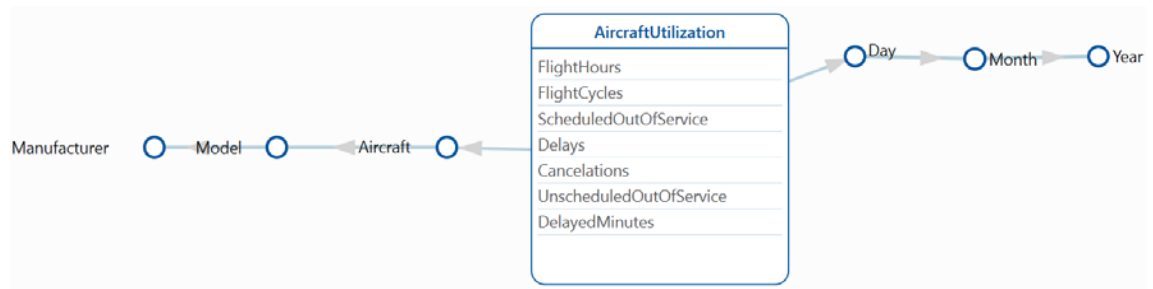 AircraftUtilization
FlightHours
FlightCycles
ScheduledOutOfService
Delays
Cancelations
UnscheduledOutOfService
DelayedMinutes
Manufacturer
Model
Aircraft
Day
Month
Year